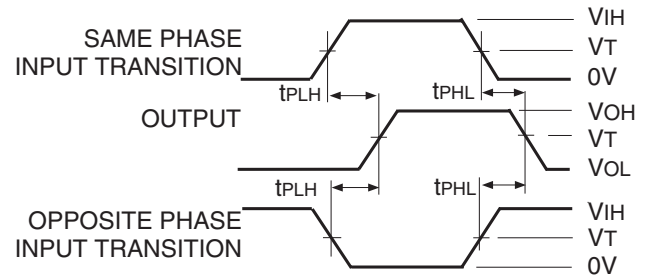 SAME PHASE
INPUT TRANSITION
VIH
VT
0V
tPLH
tPHL
OUTPUT
VOH
VT
VOL
tPLH
tPHL
OPPOSITE PHASE
INPUT TRANSITION
VIH
VT
0V